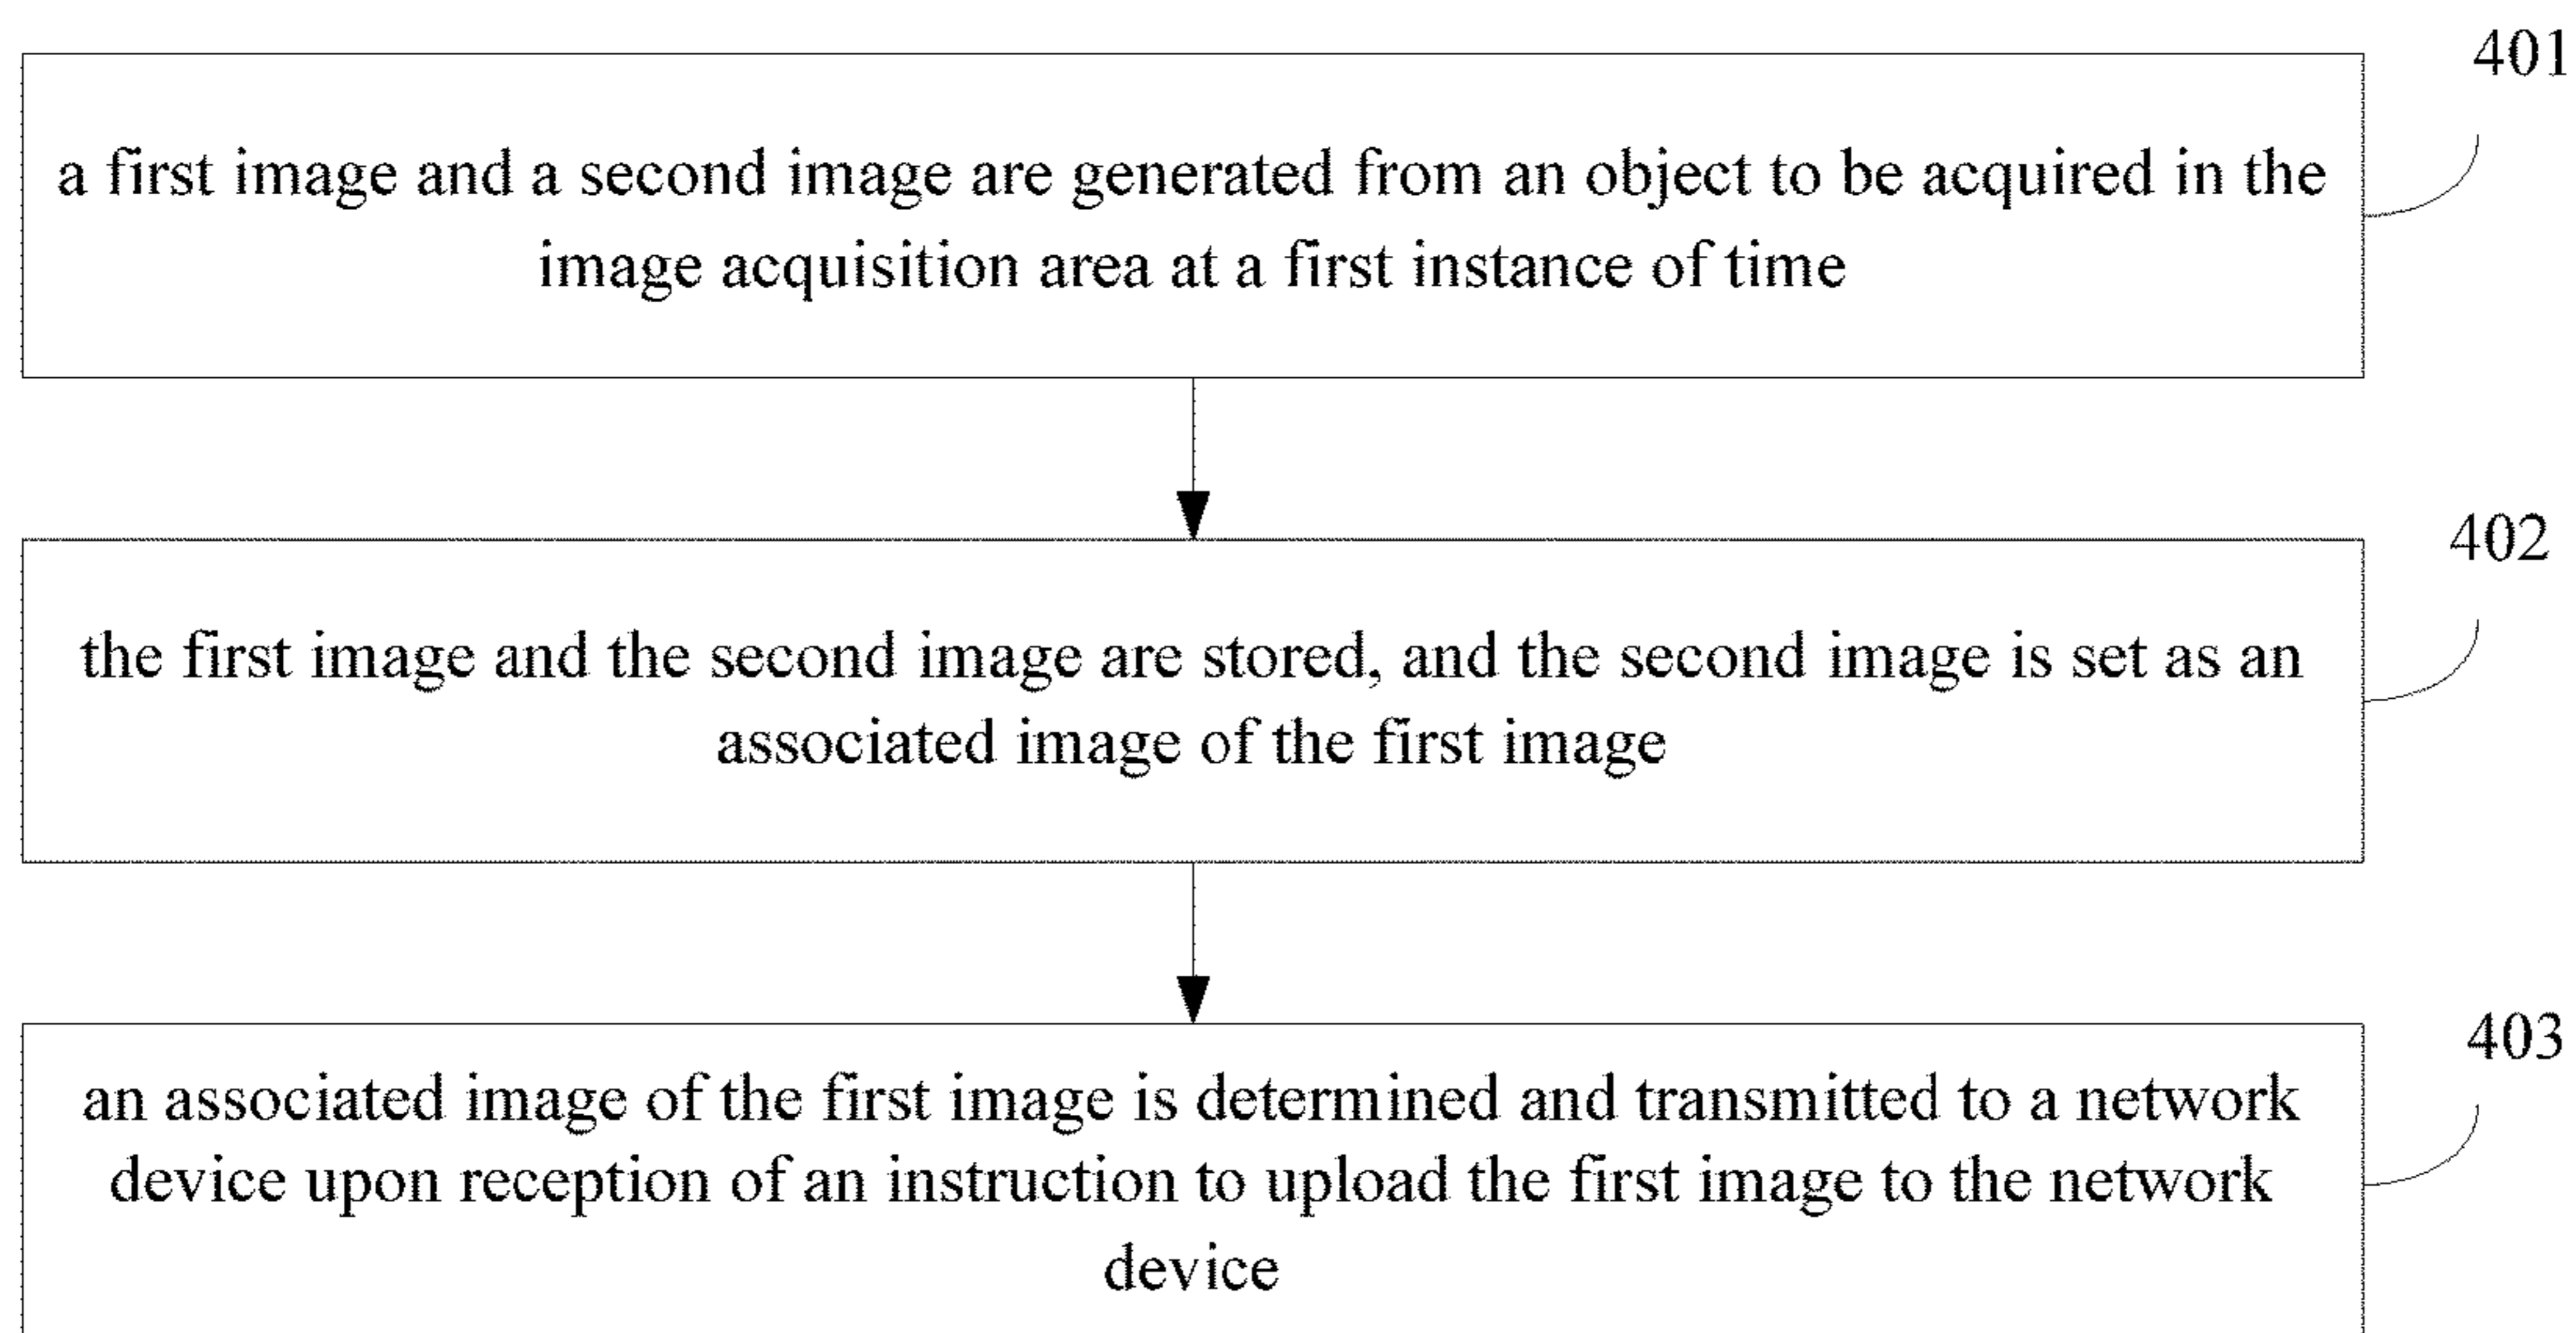 401
a first image and a second image are generated from an object to be acquired in the
image acquisition area at a first instance of time
402
the first image and the second image are stored, and the second image is set as an
associated image of the first image
403
an associated image of the first image is determined and transmitted to a network
device upon reception of an instruction to upload the first image to the network
device